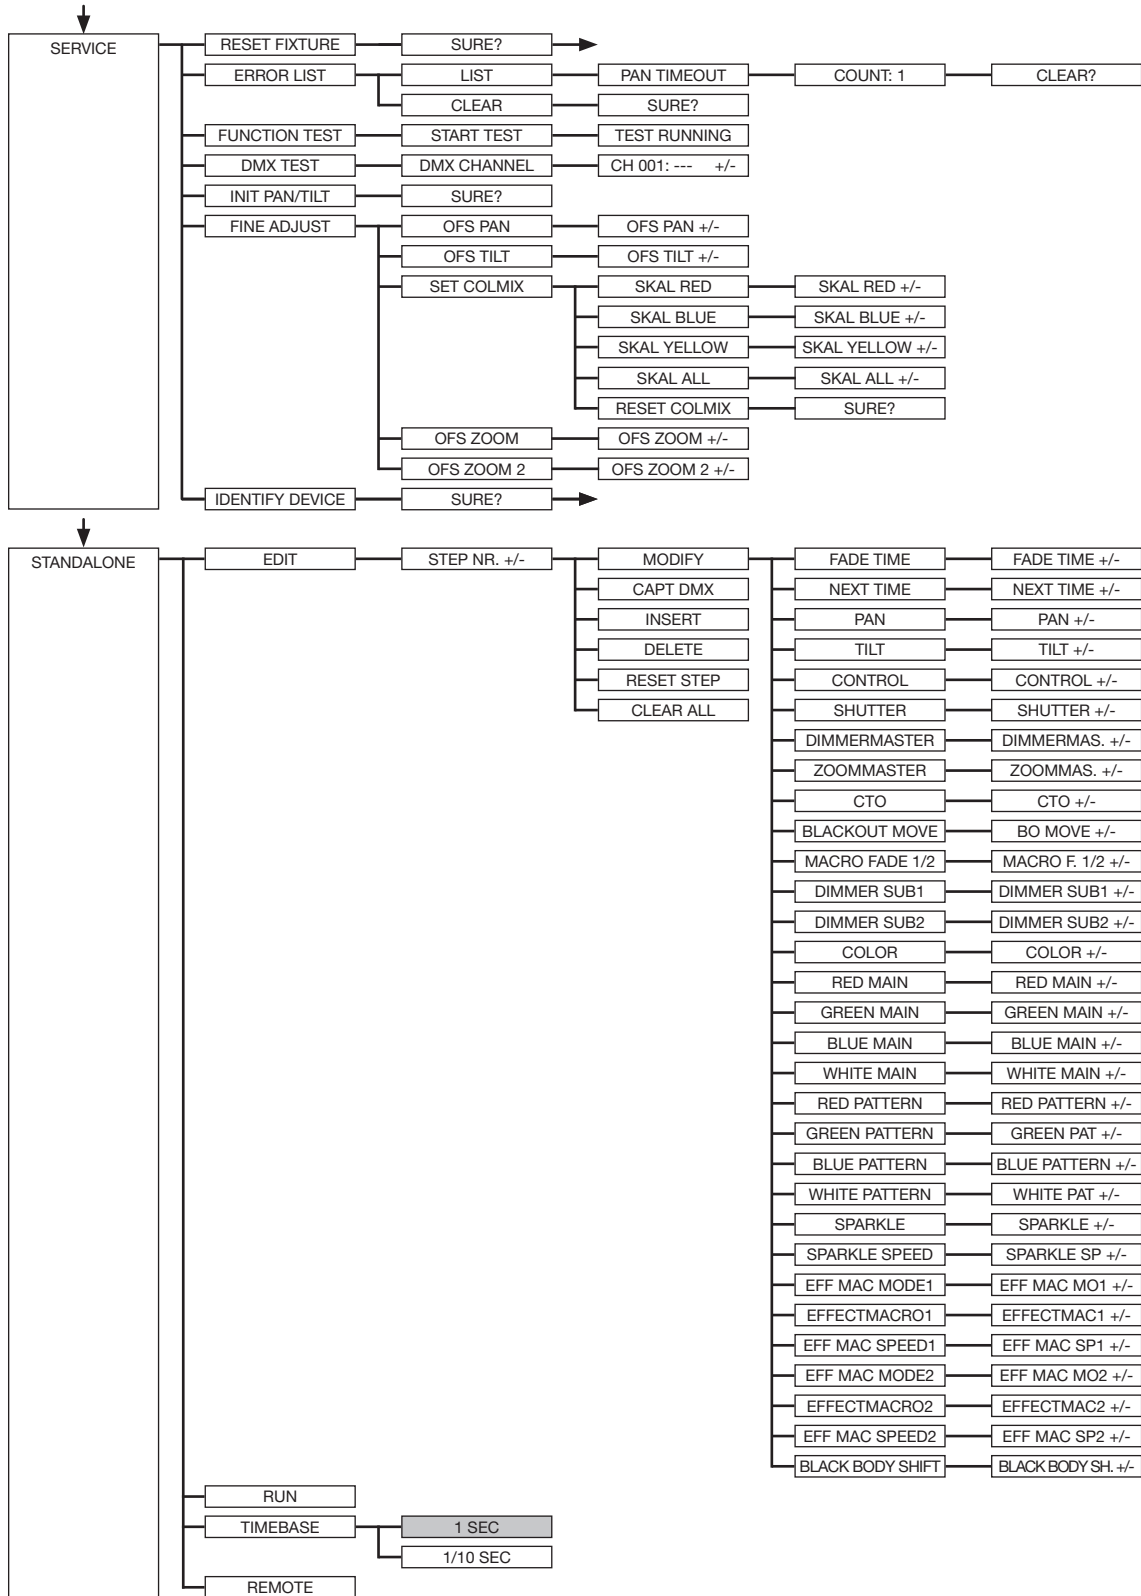 SERVICE RESET FIXTURE SURE?
ERROR LIST LIST PAN TIMEOUT COUNT: 1 CLEAR?
CLEAR SURE?
FUNCTION TEST START TEST TEST RUNNING
DMX TEST DMX CHANNEL CH 001: --- +/-
INIT PAN/TILT SURE?
FINE ADJUST OFS PAN OFS PAN +/-
OFS TILT OFS TILT +/-
SET COLMIX SKAL RED SKAL RED +/-
SKAL BLUE SKAL BLUE +/-
SKAL YELLOW SKAL YELLOW +/-
SKAL ALL SKAL ALL +/-
RESET COLMIX SURE?
OFS ZOOM OFS ZOOM +/-
OFS ZOOM 2 OFS ZOOM 2 +/-
IDENTIFY DEVICE SURE?
STANDALONE EDIT STEP NR. +/- MODIFY FADE TIME FADE TIME +/-
CAPT DMX NEXT TIME NEXT TIME +/-
INSERT PAN PAN +/-
DELETE TILT TILT +/-
RESET STEP CONTROL CONTROL +/-
CLEAR ALL SHUTTER SHUTTER +/-
DIMMERMASTER DIMMERMAS. +/-
ZOOMMASTER ZOOMMAS. +/-
CTO CTO +/-
BLACKOUT MOVE BO MOVE +/-
MACRO FADE 1/2 MACRO F. 1/2 +/-
DIMMER SUB1 DIMMER SUB1 +/-
DIMMER SUB2 DIMMER SUB2 +/-
COLOR COLOR +/-
RED MAIN RED MAIN +/-
GREEN MAIN GREEN MAIN +/-
BLUE MAIN BLUE MAIN +/-
WHITE MAIN WHITE MAIN +/-
RED PATTERN RED PATTERN +/-
GREEN PATTERN GREEN PAT +/-
BLUE PATTERN BLUE PATTERN +/-
WHITE PATTERN WHITE PAT +/-
SPARKLE SPARKLE +/-
SPARKLE SPEED SPARKLE SP +/-
EFF MAC MODE1 EFF MAC MO1 +/-
EFFECTMACRO1 EFFECTMAC1 +/-
EFF MAC SPEED1 EFF MAC SP1 +/-
EFF MAC MODE2 EFF MAC MO2 +/-
EFFECTMACRO2 EFFECTMAC2 +/-
EFF MAC SPEED2 EFF MAC SP2 +/-
BLACK BODY SHIFT BLACK BODY SH. +/-
RUN
TIMEBASE 1 SEC
1/10 SEC
REMOTE